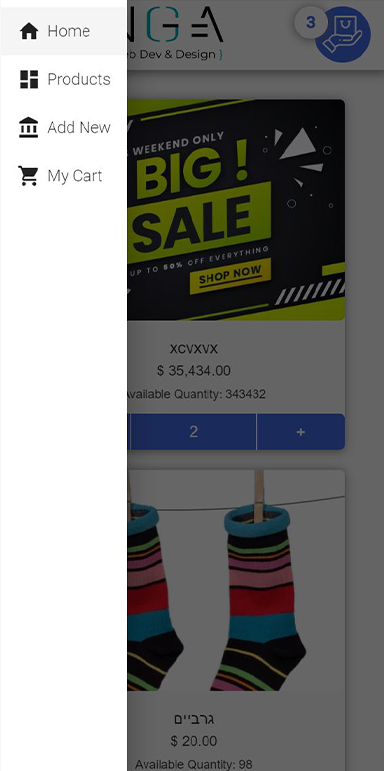 Home
Products
Add New
My Cart
NGA
Web Dev & Design }
3
WEEKEND ONLY
BIG !
SALE
UP TO 50% OFF EVERYTHING
SHOP NOW
xcvxvx
$ 35,434.00
Available Quantity: 343432
2
+
גרביים
$ 20.00
Available Quantity: 98